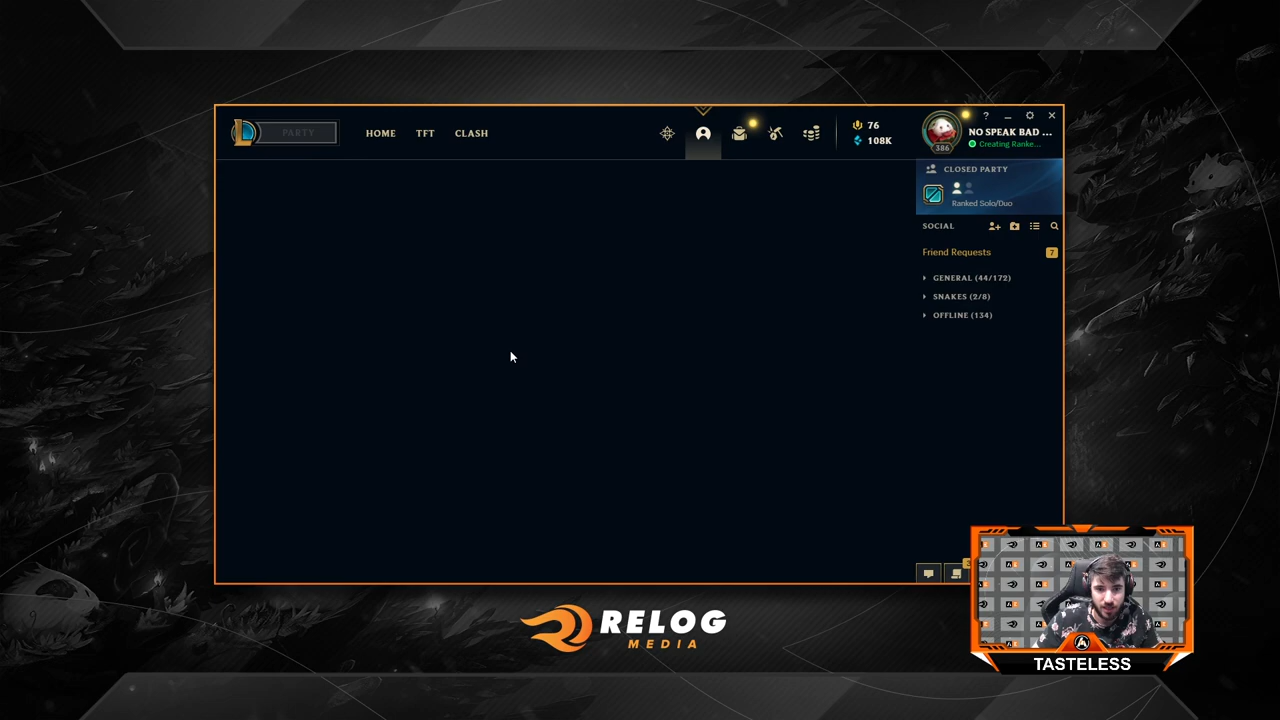 PARTY
HOME
TFT
CLASH
76
108K
?
386
NO SPEAK BAD ...
Creating Ranke...
CLOSED PARTY
Ranked Solo/Duo
SOCIAL
Friend Requests
7
GENERAL (44/172)
SNAKES (2/8)
OFFLINE (134)
RELOG
MEDIA
TASTELESS